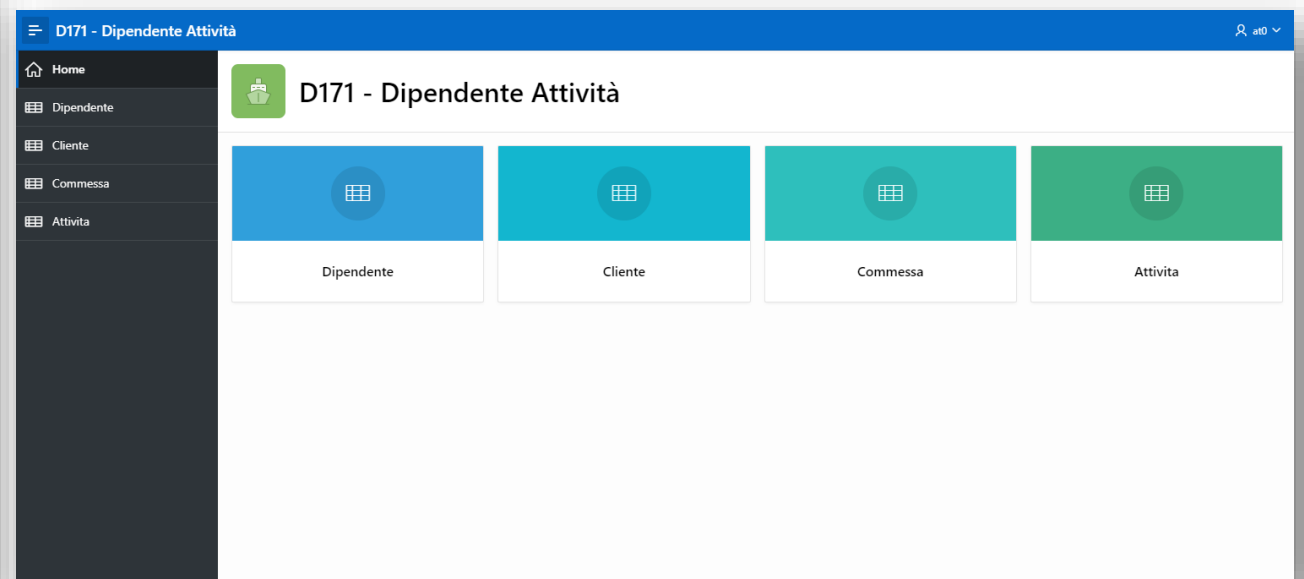 D171 - Dipendente Attività
at0
Home
Dipendente
Cliente
Commessa
Attivita
D171 - Dipendente Attività
Dipendente
Cliente
Commessa
Attivita